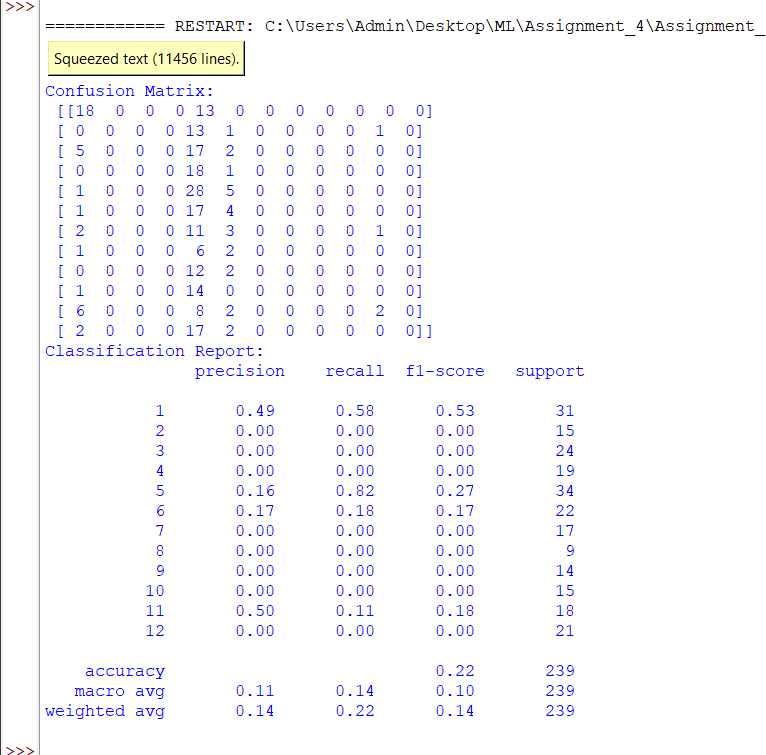 >>>
============ RESTART: C:\Users\Admin\Desktop\ML\Assignment_4\Assignment_
Squeezed text (11456 lines).
Confusion Matrix:
 [[18  0  0  0 13  0  0  0  0  0  0  0]
 [ 0  0  0  0 13  1  0  0  0  0  1  0]
 [ 5  0  0  0 17  2  0  0  0  0  0  0]
 [ 0  0  0  0 18  1  0  0  0  0  0  0]
 [ 1  0  0  0 28  5  0  0  0  0  0  0]
 [ 1  0  0  0 17  4  0  0  0  0  0  0]
 [ 2  0  0  0 11  3  0  0  0  0  1  0]
 [ 1  0  0  0  6  2  0  0  0  0  0  0]
 [ 0  0  0  0 12  2  0  0  0  0  0  0]
 [ 1  0  0  0 14  0  0  0  0  0  0  0]
 [ 6  0  0  0  8  2  0  0  0  0  2  0]
 [ 2  0  0  0 17  2  0  0  0  0  0  0]]
Classification Report:
               precision    recall  f1-score   support
           1       0.49      0.58      0.53        31
           2       0.00      0.00      0.00        15
           3       0.00      0.00      0.00        24
           4       0.00      0.00      0.00        19
           5       0.16      0.82      0.27        34
           6       0.17      0.18      0.17        22
           7       0.00      0.00      0.00        17
           8       0.00      0.00      0.00         9
           9       0.00      0.00      0.00        14
          10       0.00      0.00      0.00        15
          11       0.50      0.11      0.18        18
          12       0.00      0.00      0.00        21
    accuracy                           0.22       239
   macro avg       0.11      0.14      0.10       239
weighted avg       0.14      0.22      0.14       239
>>>